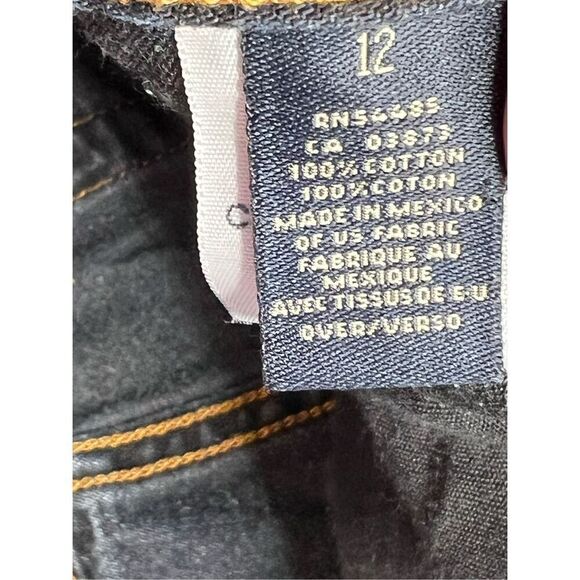 12
RN54485
CA 03873
100% COTTON
100% COTON
MADE IN MEXICO
OF US FABRIC
FABRIQUE AU
MEXIQUE
AVEC TISSUS DE E-U
OVER/VERSO